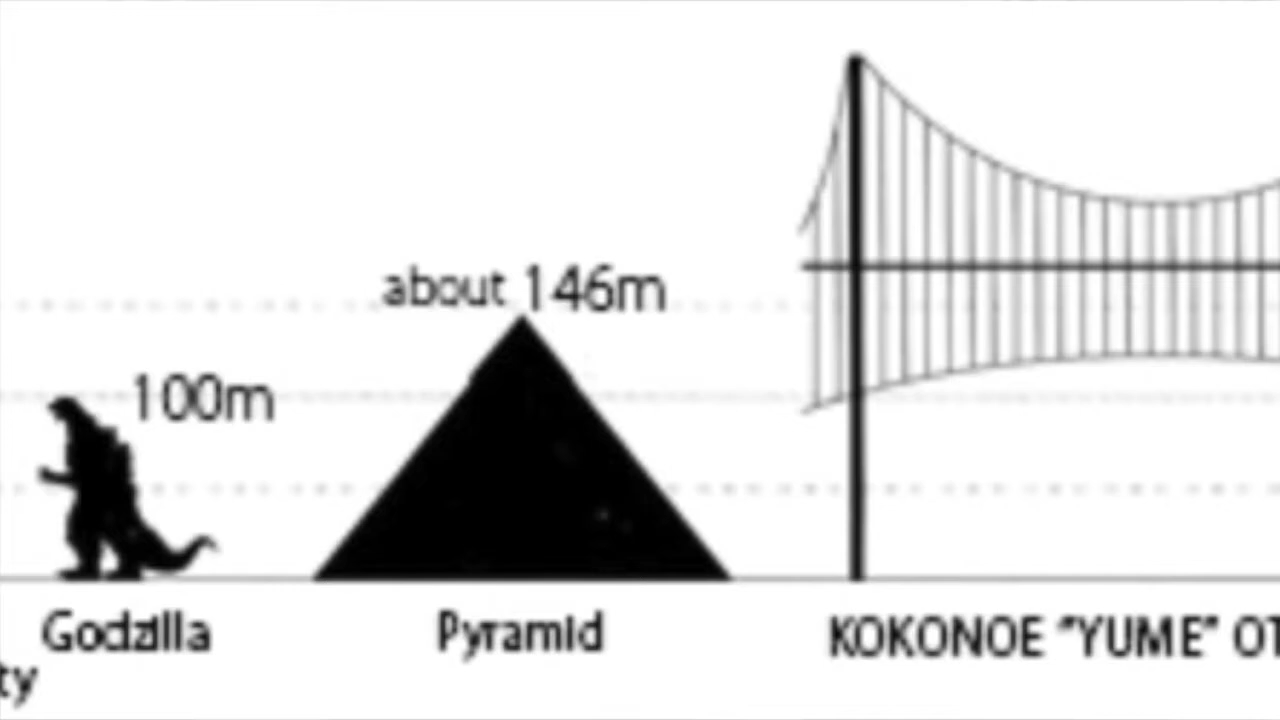 about 146m
100m
Godzilla
Pyramid
KOKONOE "YUME" OT
ty